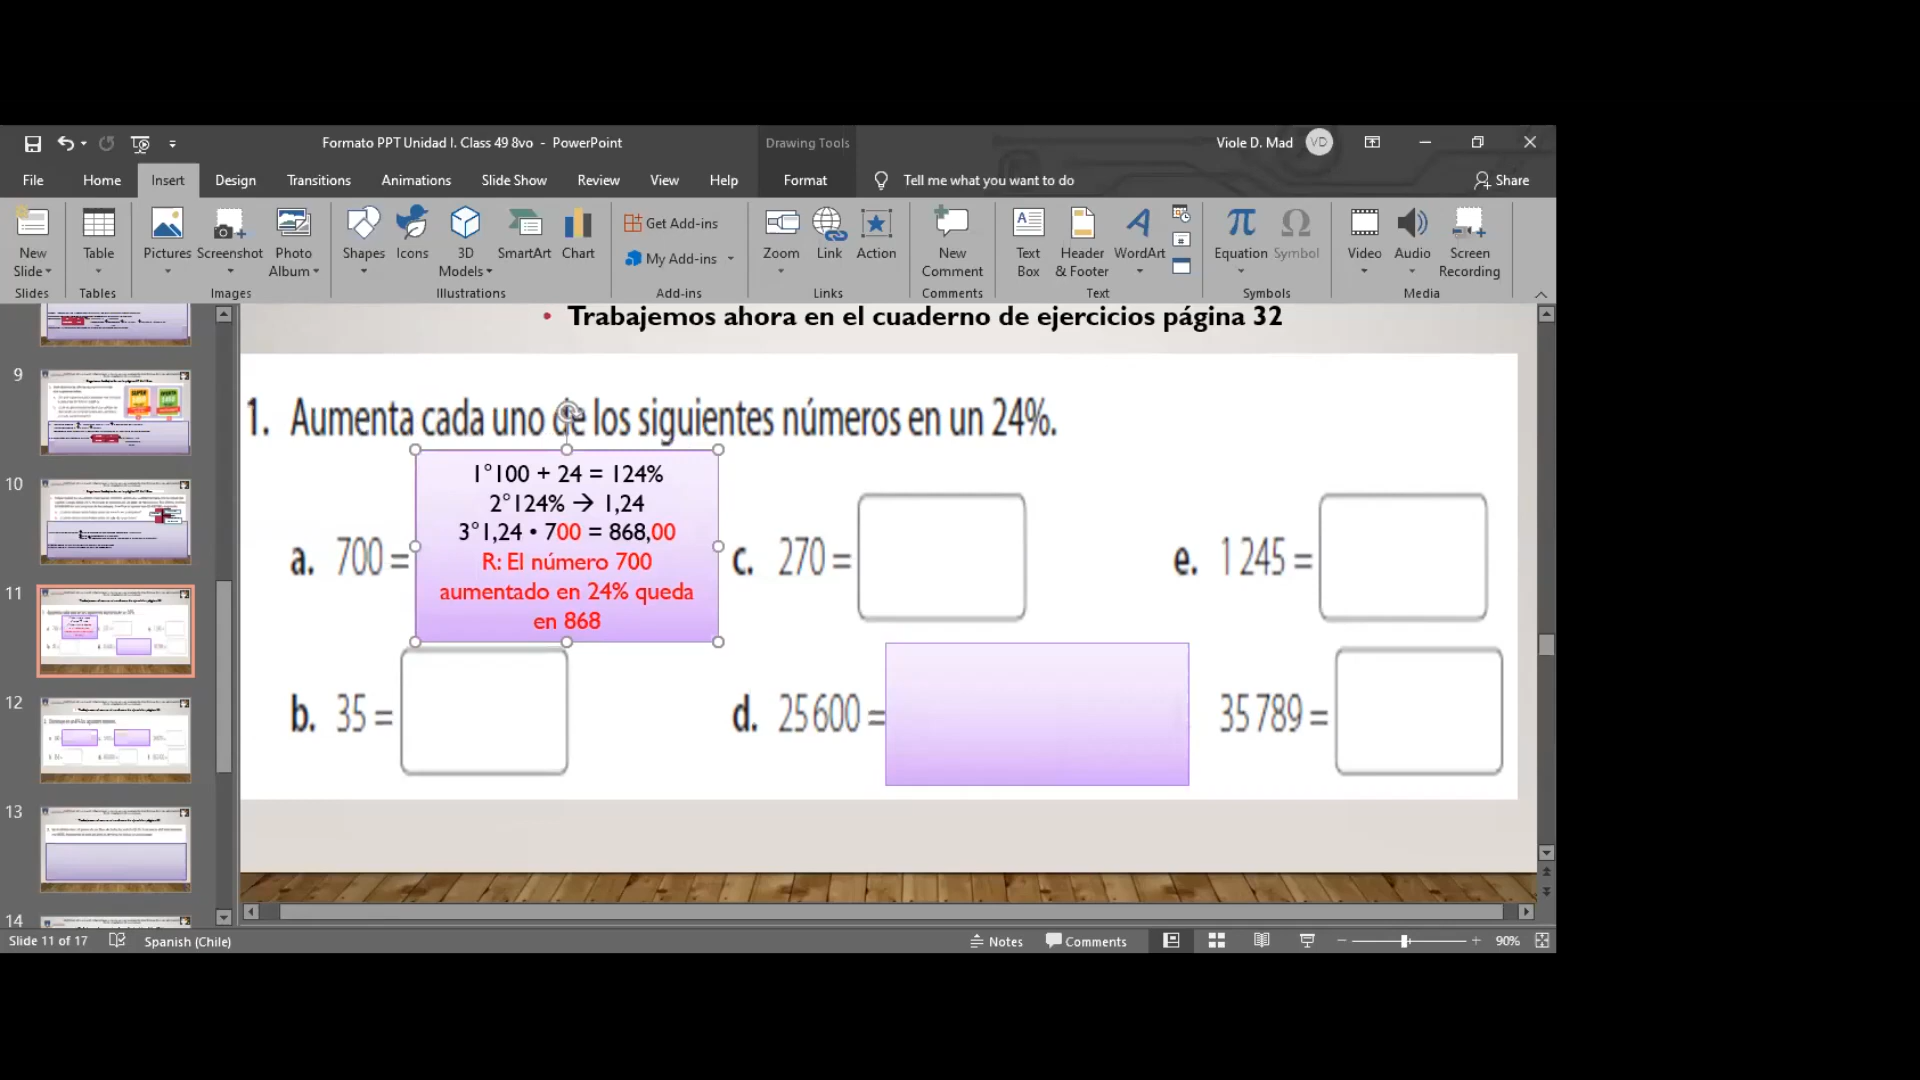 Formato PPT Unidad I. Class 49 8vo - PowerPoint
Drawing Tools
Viole D. Mad
VD
File
Home
Insert
Design
Transitions
Animations
Slide Show
Review
View
Help
Format
Tell me what you want to do
Share
New Slide
Table
Pictures
Screenshot
Photo Album
Shapes
Icons
3D Models
SmartArt
Chart
Get Add-ins
My Add-ins
Zoom
Link
Action
New Comment
Text Box
Header & Footer
WordArt
Equation
Symbol
Video
Audio
Screen Recording
Slides
Tables
Images
Illustrations
Add-ins
Links
Comments
Text
Symbols
Media
9
10
11
12
13
14
• Trabajemos ahora en el cuaderno de ejercicios página 32
1. Aumenta cada uno de los siguientes números en un 24%.
a. 700 =
1°100 + 24 = 124%
2°124% → 1,24
3°1,24 • 700 = 868,00
R: El número 700
aumentado en 24% queda
en 868
c. 270 =
e. 1 245 =
b. 35 =
d. 25 600 =
35 789 =
Slide 11 of 17
Spanish (Chile)
Notes
Comments
90%